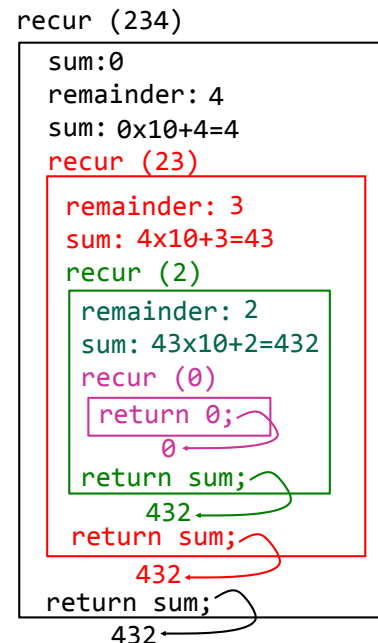 recur (234)
sum:0
remainder: 4
sum: 0x10+4=4
recur (23)
remainder: 3
sum: 4x10+3=43
recur (2)
remainder: 2
sum: 43x10+2=432
recur (0)
return 0;
0
return sum;
432
return sum;
432
return sum;
432